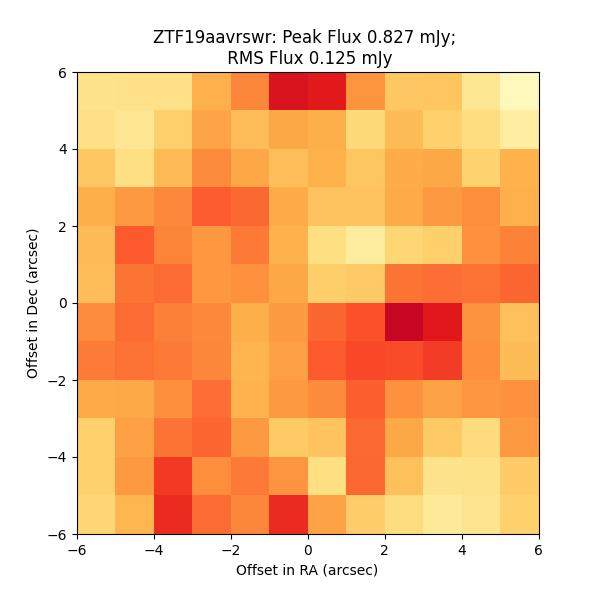 ZTF19aavrswr: Peak Flux 0.827 mJy;
RMS Flux 0.125 mJy
6
4
2
0
−2
−4
−6
Offset in Dec (arcsec)
−6 −4 −2 0 2 4 6
Offset in RA (arcsec)